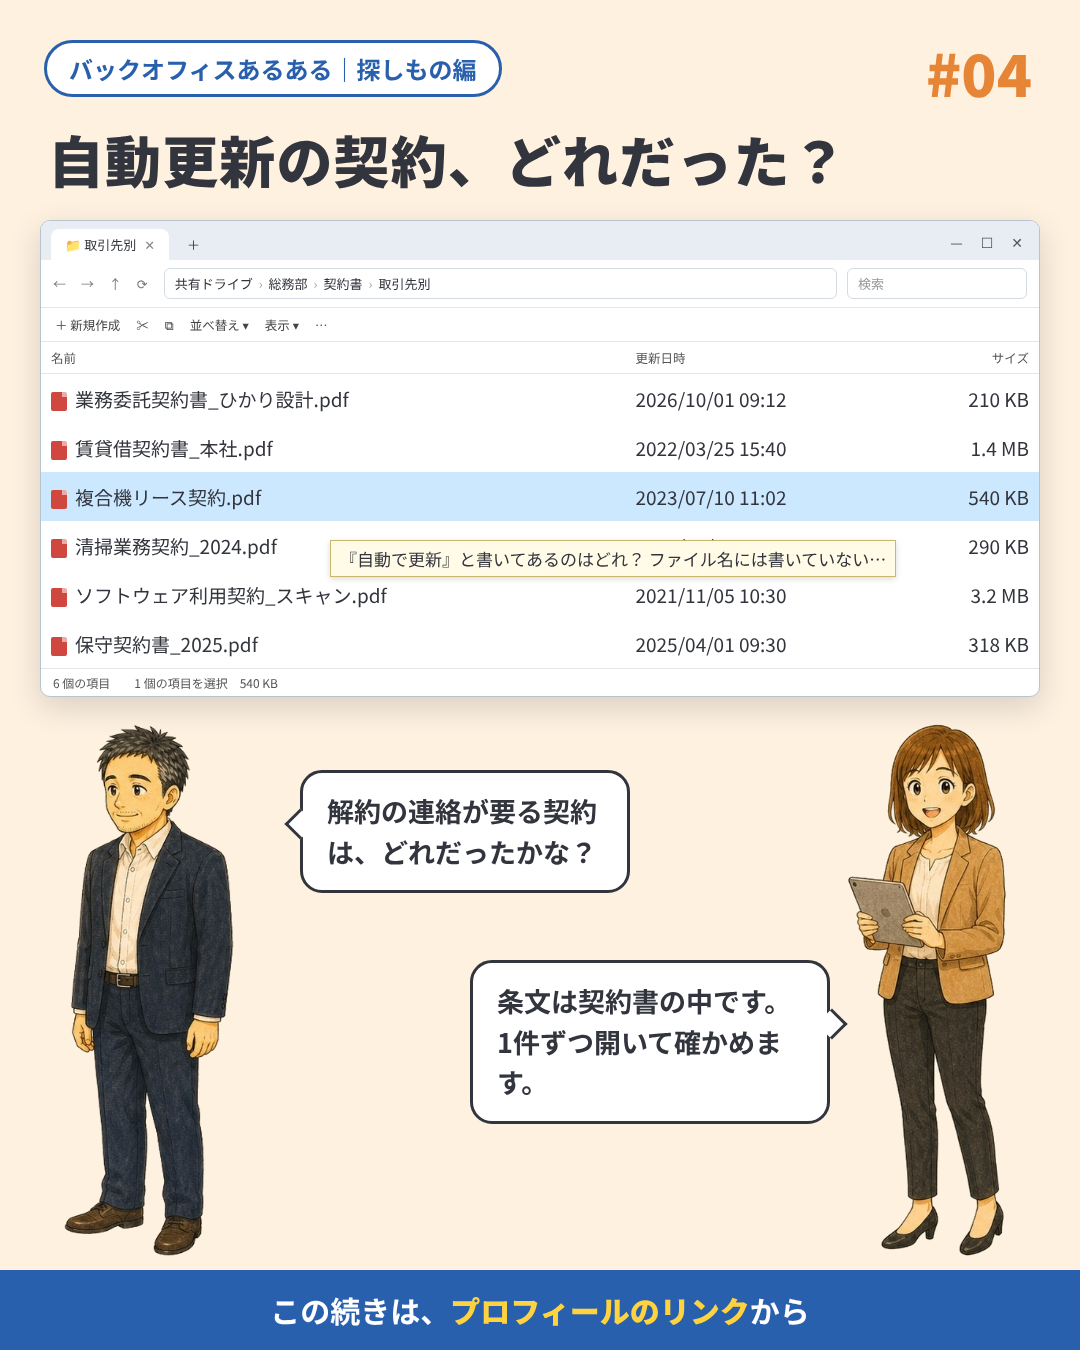 バックオフィスあるある｜探しもの編
#04
自動更新の契約、どれだった？
取引先別 ✕ ＋
共有ドライブ › 総務部 › 契約書 › 取引先別
検索
＋ 新規作成 並べ替え ▾ 表示 ▾ …
名前 更新日時 サイズ
業務委託契約書_ひかり設計.pdf 2026/10/01 09:12 210 KB
賃貸借契約書_本社.pdf 2022/03/25 15:40 1.4 MB
複合機リース契約.pdf 2023/07/10 11:02 540 KB
清掃業務契約_2024.pdf 290 KB
『自動で更新』と書いてあるのはどれ？ ファイル名には書いていない…
ソフトウェア利用契約_スキャン.pdf 2021/11/05 10:30 3.2 MB
保守契約書_2025.pdf 2025/04/01 09:30 318 KB
6 個の項目 1 個の項目を選択 540 KB
解約の連絡が要る契約
は、どれだったかな？
条文は契約書の中です。
1件ずつ開いて確かめま
す。
この続きは、プロフィールのリンクから